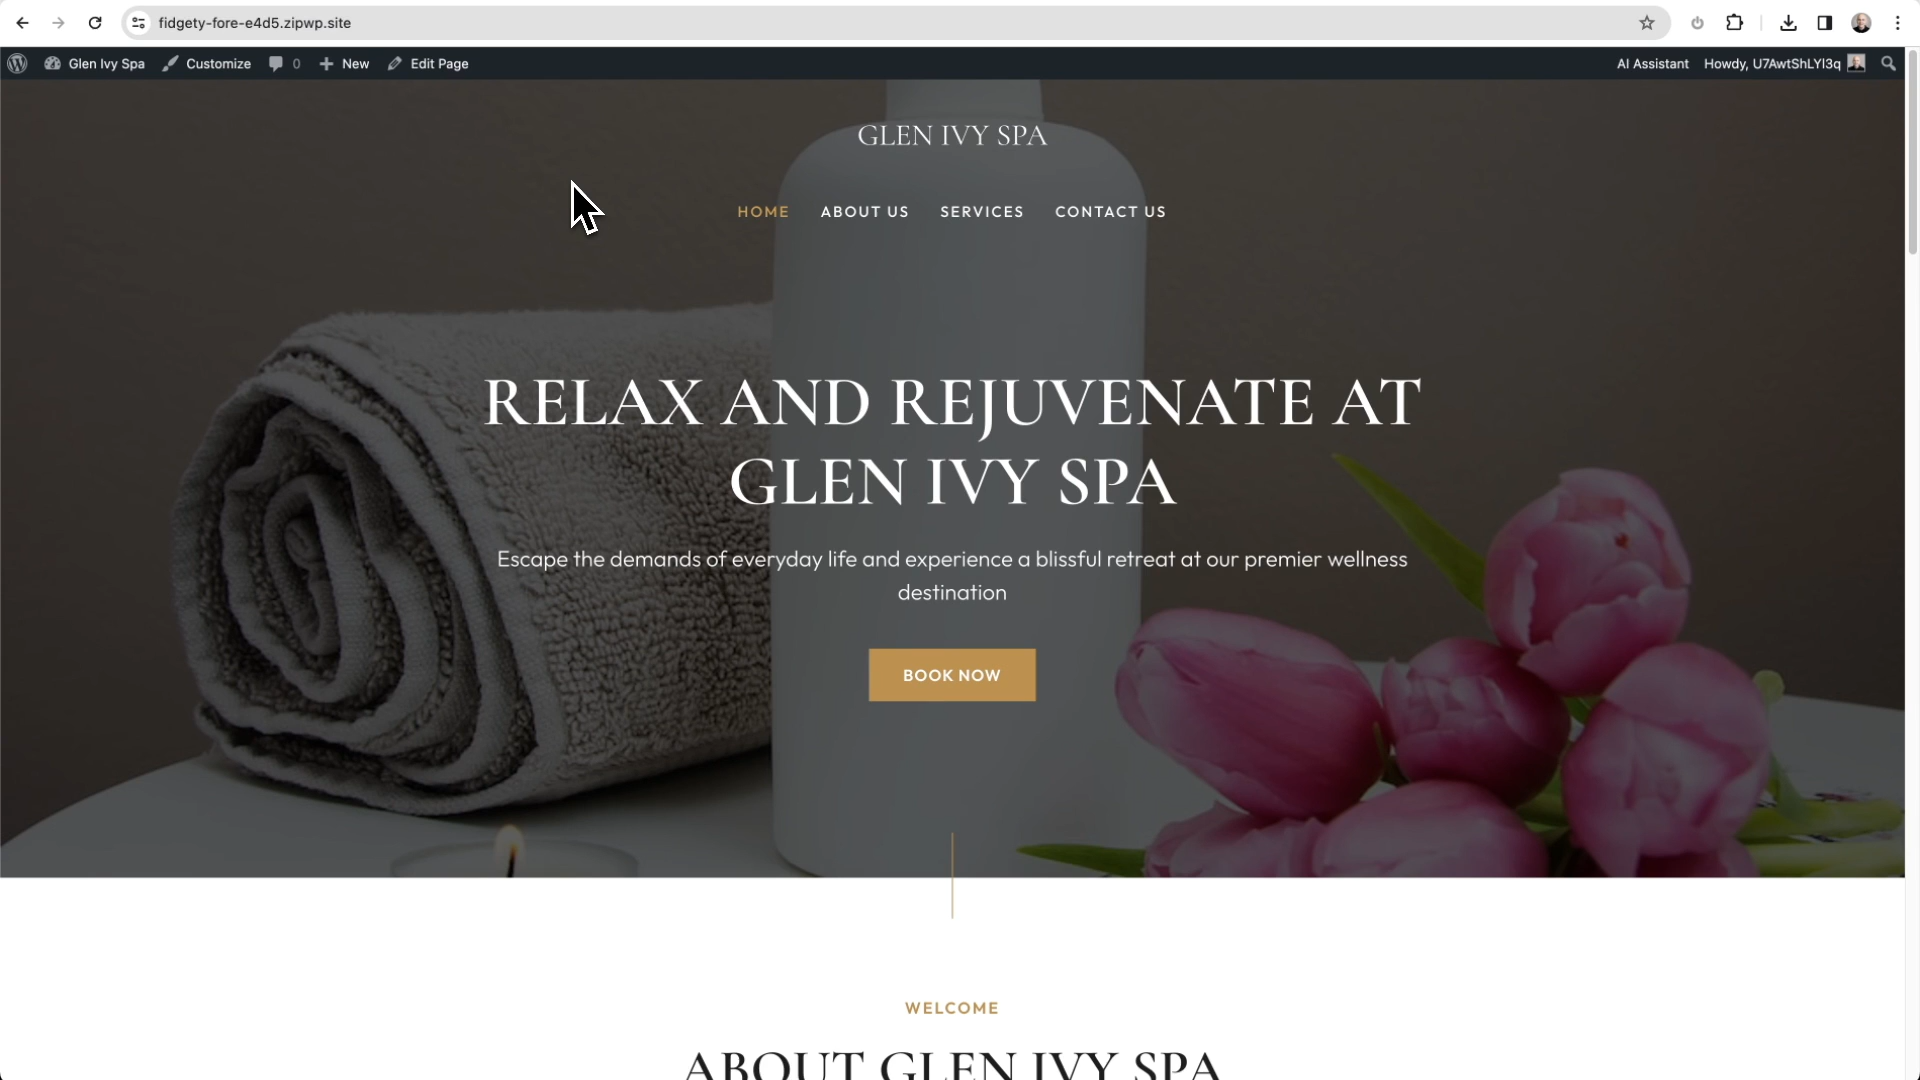 fidgety-fore-e4d5.zipwp.site
Glen Ivy Spa Customize 0 New Edit Page AI Assistant Howdy, U7AwtShLYI3q
GLEN IVY SPA
HOME ABOUT US SERVICES CONTACT US
RELAX AND REJUVENATE AT
GLEN IVY SPA
Escape the demands of everyday life and experience a blissful retreat at our premier wellness
destination
BOOK NOW
WELCOME
ABOUT GLEN IVY SPA